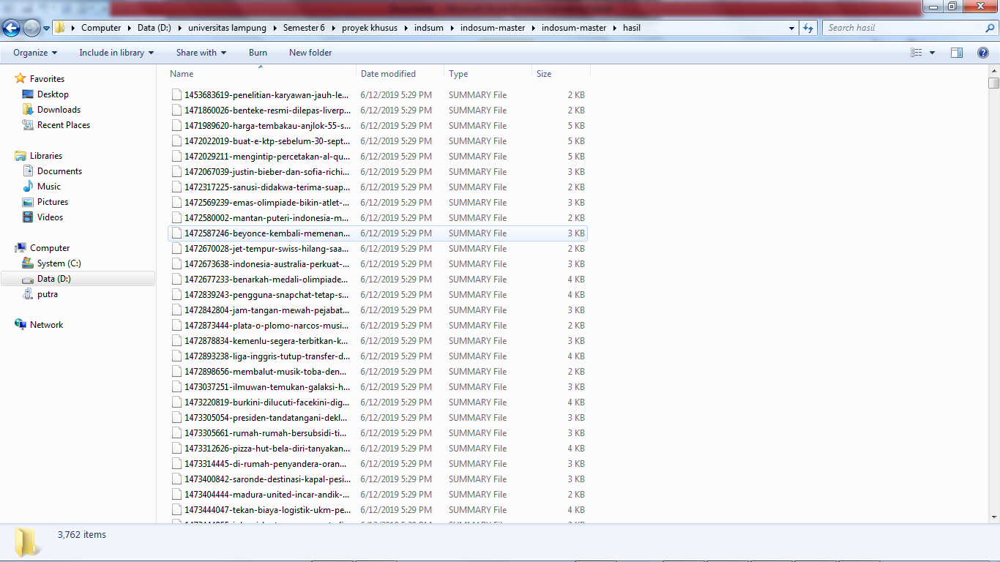 Computer Data (D:) universitas lampung Semester 6 proyek khusus indsum indosum-master indosum-master hasil Search hasil
Organize Include in library Share with Burn New folder
Favorites
Desktop
Downloads
Recent Places
Libraries
Documents
Music
Pictures
Videos
Computer
System (C:)
Data (D:)
putra
Network
Name Date modified Type Size
1453683619-penelitian-karyawan-jauh-le... 6/12/2019 5:29 PM SUMMARY File 2 KB
1471860026-benteke-resmi-dilepas-liverp... 6/12/2019 5:29 PM SUMMARY File 2 KB
1471989620-harga-tembakau-anjlok-55-s... 6/12/2019 5:29 PM SUMMARY File 5 KB
1472022019-buat-e-ktp-sebelum-30-sept... 6/12/2019 5:29 PM SUMMARY File 5 KB
1472029211-mengintip-percetakan-al-qu... 6/12/2019 5:29 PM SUMMARY File 5 KB
1472067039-justin-bieber-dan-sofia-richi... 6/12/2019 5:29 PM SUMMARY File 3 KB
1472317225-sanusi-didakwa-terima-suap... 6/12/2019 5:29 PM SUMMARY File 2 KB
1472569239-emas-olimpiade-bikin-atlet-... 6/12/2019 5:29 PM SUMMARY File 3 KB
1472580002-mantan-puteri-indonesia-m... 6/12/2019 5:29 PM SUMMARY File 2 KB
1472587246-beyonce-kembali-memenan... 6/12/2019 5:29 PM SUMMARY File 3 KB
1472670028-jet-tempur-swiss-hilang-saa... 6/12/2019 5:29 PM SUMMARY File 2 KB
1472673638-indonesia-australia-perkuat-... 6/12/2019 5:29 PM SUMMARY File 3 KB
1472677233-benarkah-medali-olimpiade... 6/12/2019 5:29 PM SUMMARY File 4 KB
1472839243-pengguna-snapchat-tetap-s... 6/12/2019 5:29 PM SUMMARY File 4 KB
1472842804-jam-tangan-mewah-pejabat... 6/12/2019 5:29 PM SUMMARY File 3 KB
1472873444-plata-o-plomo-narcos-musi... 6/12/2019 5:29 PM SUMMARY File 2 KB
1472878834-kemenlu-segera-terbitkan-k... 6/12/2019 5:29 PM SUMMARY File 3 KB
1472893238-liga-inggris-tutup-transfer-d... 6/12/2019 5:29 PM SUMMARY File 4 KB
1472898656-membalut-musik-toba-den... 6/12/2019 5:29 PM SUMMARY File 2 KB
1473037251-ilmuwan-temukan-galaksi-h... 6/12/2019 5:29 PM SUMMARY File 3 KB
1473220819-burkini-dilucuti-facekini-dig... 6/12/2019 5:29 PM SUMMARY File 4 KB
1473305054-presiden-tandatangani-dekl... 6/12/2019 5:29 PM SUMMARY File 3 KB
1473305661-rumah-rumah-bersubsidi-ti... 6/12/2019 5:29 PM SUMMARY File 3 KB
1473312626-pizza-hut-bela-diri-tanyakan... 6/12/2019 5:29 PM SUMMARY File 4 KB
1473314445-di-rumah-penyandera-oran... 6/12/2019 5:29 PM SUMMARY File 3 KB
1473400842-saronde-destinasi-kapal-pesi... 6/12/2019 5:29 PM SUMMARY File 3 KB
1473404444-madura-united-incar-andik-... 6/12/2019 5:29 PM SUMMARY File 2 KB
1473444047-tekan-biaya-logistik-ukm-pe... 6/12/2019 5:29 PM SUMMARY File 4 KB
3,762 items